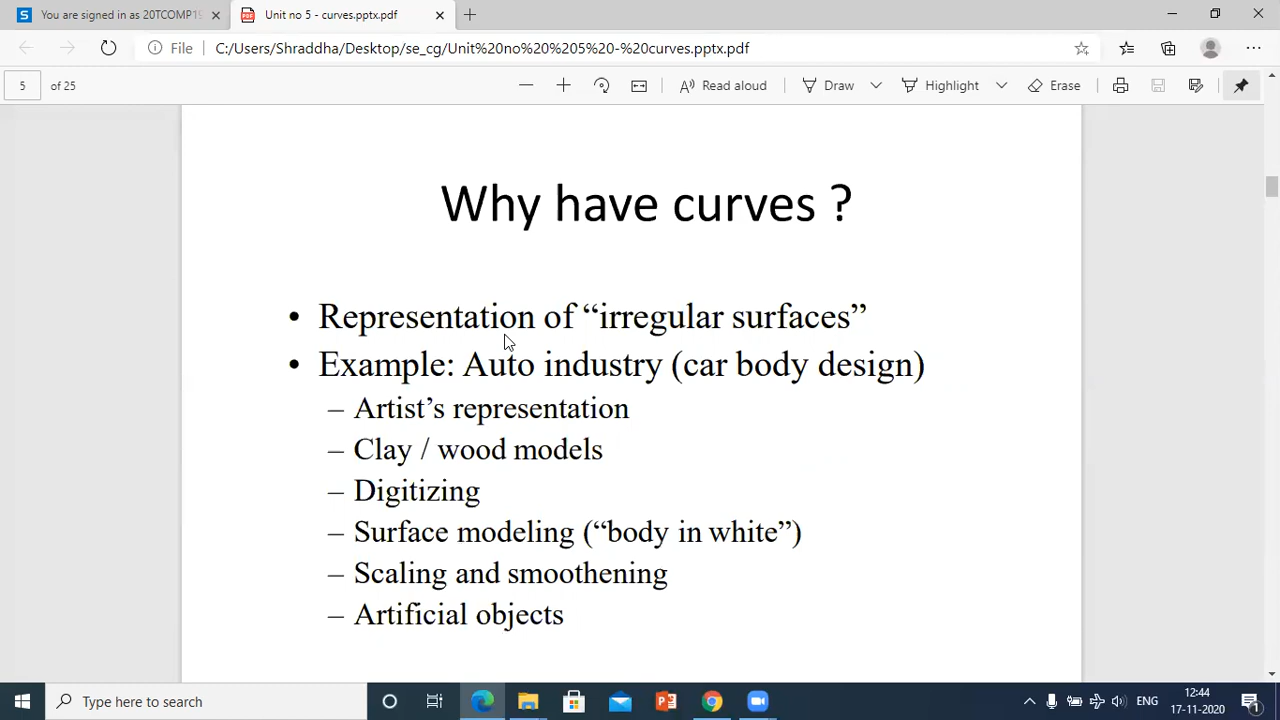 You are signed in as 20TCOMP19
Unit no 5 - curves.pptx.pdf
File
C:/Users/Shraddha/Desktop/se_cg/Unit%20no%20%205%20-%20curves.pptx.pdf
5 of 25
Read aloud
Draw
Highlight
Erase
Why have curves ?
• Representation of “irregular surfaces”
• Example: Auto industry (car body design)
– Artist’s representation
– Clay / wood models
– Digitizing
– Surface modeling (“body in white”)
– Scaling and smoothening
– Artificial objects
Type here to search
ENG
12:44
17-11-2020
1